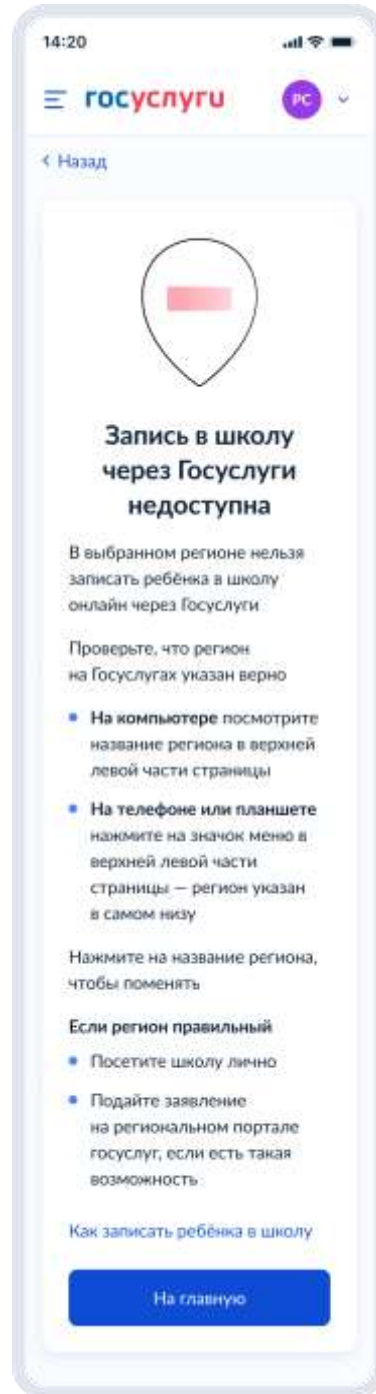 14:20
госуслуги
РС
Назад
Запись в школу
через Госуслуги
недоступна
В выбранном регионе нельзя
записать ребёнка в школу
онлайн через Госуслуги
Проверьте, что регион
на Госуслугах указан верно
На компьютере посмотрите
название региона в верхней
левой части страницы
На телефоне или планшете
нажмите на значок меню в
верхней левой части
страницы — регион указан
в самом низу
Нажмите на название региона,
чтобы поменять
Если регион правильный
Посетите школу лично
Подайте заявление
на региональном портале
госуслуг, если есть такая
возможность
Как записать ребёнка в школу
На главную